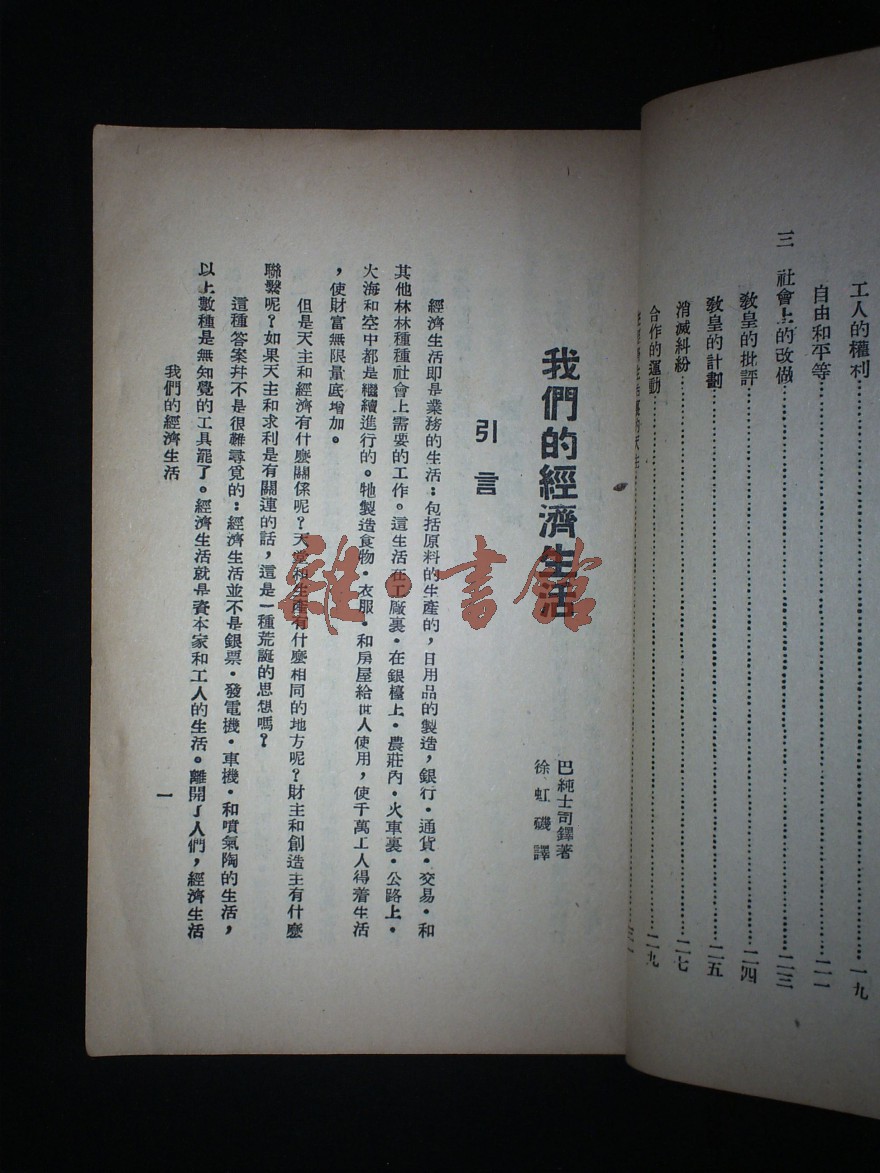 工人的權利……一九
自由和平等……二一
三 社會上的改做……二三
教皇的批評……二四
教皇的計劃……二五
消滅糾紛……二七
合作的運動……二九
我們的經濟生活
巴純士司鐸著
徐虹磯譯
引言
經濟生活即是業務的生活：包括原料的生產的，日用品的製造，銀行・通貨・交易・和
其他林林種種社會上需要的工作。這生活在工廠裏・在銀檯上・農莊內・火車裏・公路上・
火海和空中都是繼續進行的。牠製造食物・衣服・和房屋給世人使用，使千萬工人得着生活
，使財富無限量底增加。
但是天主和經濟有什麼關係呢？天堂和生產有什麼相同的地方呢？財主和創造主有什麼
聯繫呢？如果天主和求利是有關連的話，這是一種荒誕的思想嗎？
這種答案幷不是很難尋覓的：經濟生活並不是銀票・發電機・車機・和噴氣陶的生活，
以上數種是無知覺的工具罷了。經濟生活就是資本家和工人的生活。離開了人們，經濟生活
我們的經濟生活
一
雜・書館